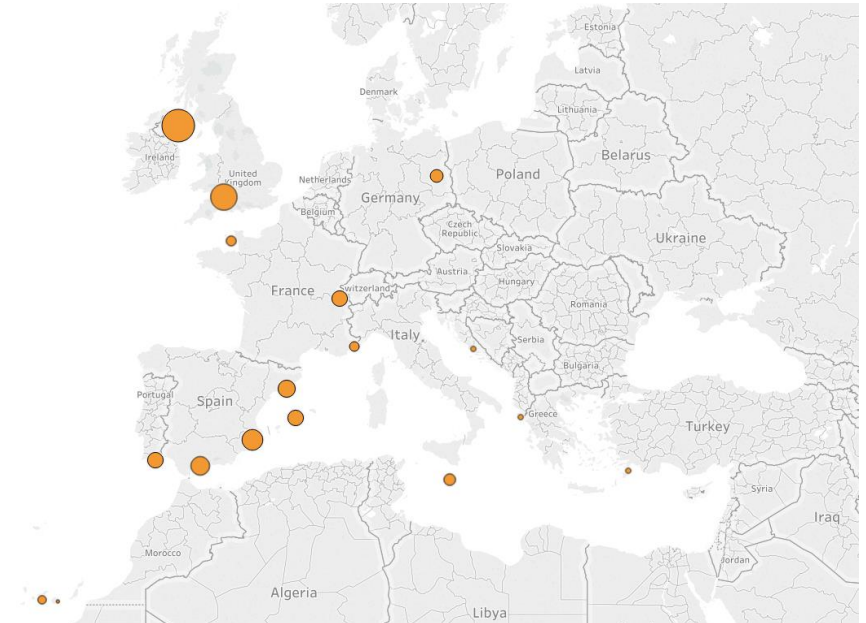 Estonia
Latvia
Denmark
Lithuania
Ireland
United
Kingdom
Netherlands
Belgium
Germany
Poland
Belarus
Czech
Republic
Slovakia
Ukraine
Austria
Hungary
France
Switzerland
Romania
Italy
Serbia
Bulgaria
Portugal
Spain
Greece
Turkey
Syria
Iraq
Morocco
Jordan
Algeria
Libya